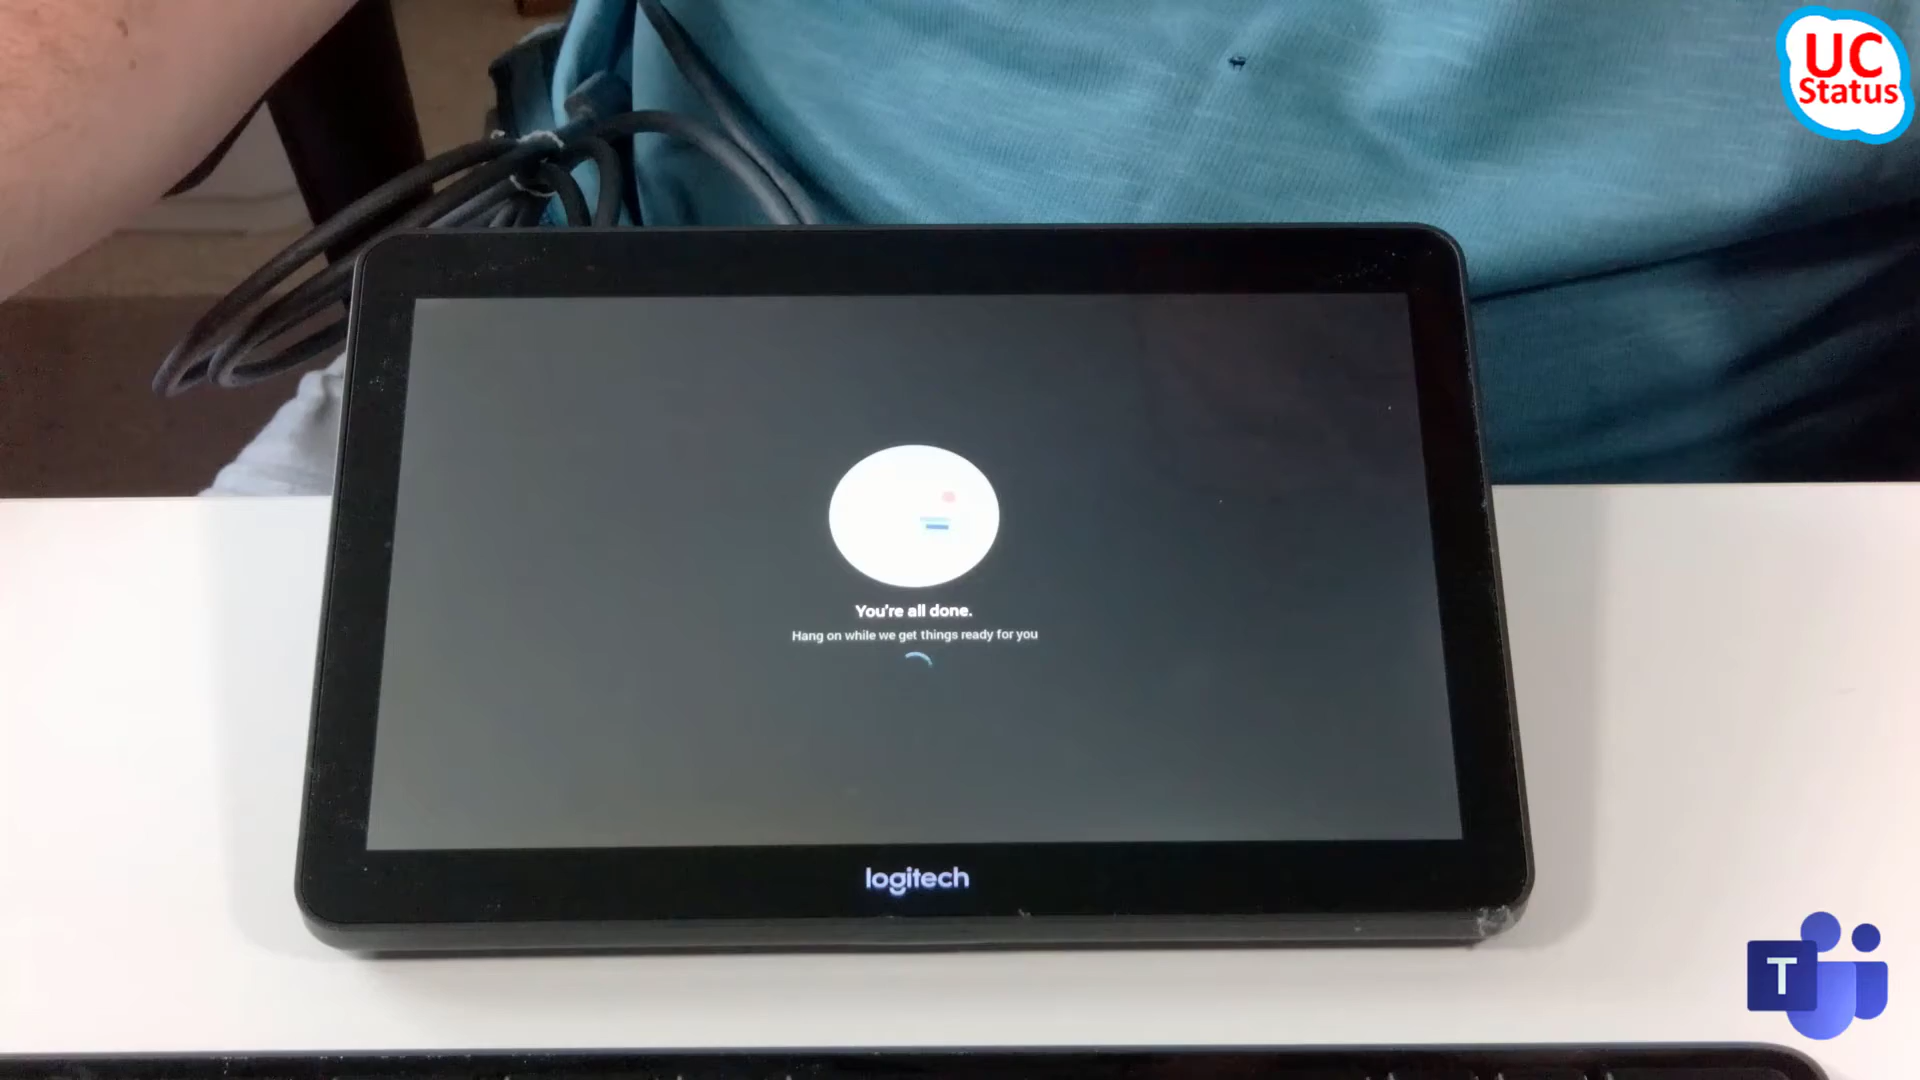 UC
Status
You're all done.
Hang on while we get things ready for you
logitech
T